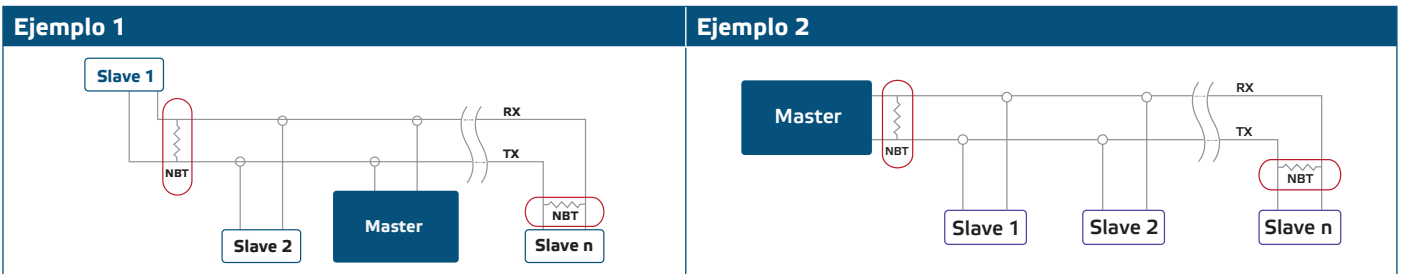 Ejemplo 1
Slave 1
RX
TX
NBT
NBT
Slave 2
Master
Slave n
Ejemplo 2
Master
RX
TX
NBT
NBT
Slave 1
Slave 2
Slave n